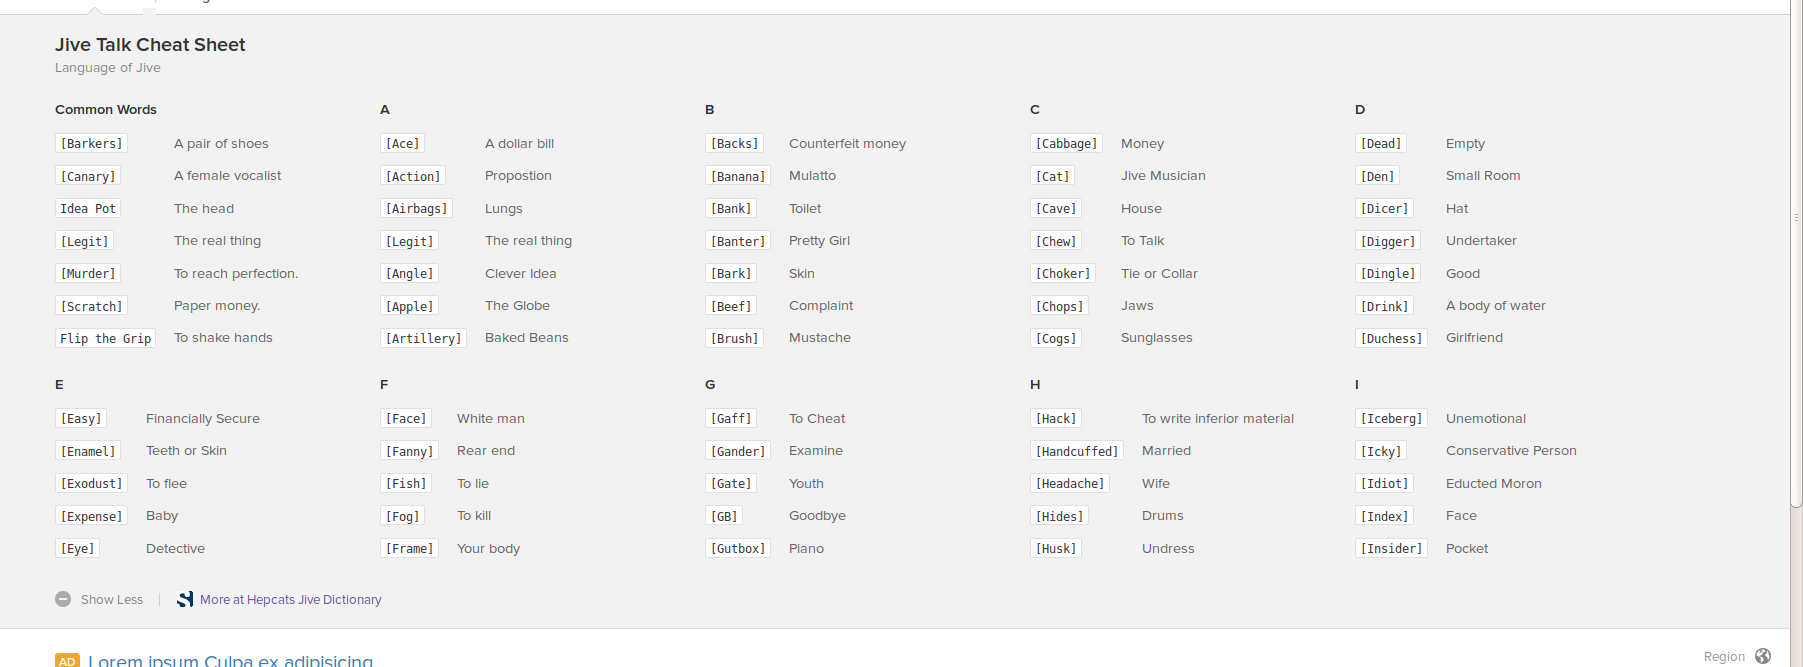 Jive Talk Cheat Sheet
Language of Jive
Common Words
[Barkers] A pair of shoes
[Canary] A female vocalist
Idea Pot The head
[Legit] The real thing
[Murder] To reach perfection.
[Scratch] Paper money.
Flip the Grip To shake hands
A
[Ace] A dollar bill
[Action] Propostion
[Airbags] Lungs
[Legit] The real thing
[Angle] Clever Idea
[Apple] The Globe
[Artillery] Baked Beans
B
[Backs] Counterfeit money
[Banana] Mulatto
[Bank] Toilet
[Banter] Pretty Girl
[Bark] Skin
[Beef] Complaint
[Brush] Mustache
C
[Cabbage] Money
[Cat] Jive Musician
[Cave] House
[Chew] To Talk
[Choker] Tie or Collar
[Chops] Jaws
[Cogs] Sunglasses
D
[Dead] Empty
[Den] Small Room
[Dicer] Hat
[Digger] Undertaker
[Dingle] Good
[Drink] A body of water
[Duchess] Girlfriend
E
[Easy] Financially Secure
[Enamel] Teeth or Skin
[Exodust] To flee
[Expense] Baby
[Eye] Detective
F
[Face] White man
[Fanny] Rear end
[Fish] To lie
[Fog] To kill
[Frame] Your body
G
[Gaff] To Cheat
[Gander] Examine
[Gate] Youth
[GB] Goodbye
[Gutbox] Piano
H
[Hack] To write inferior material
[Handcuffed] Married
[Headache] Wife
[Hides] Drums
[Husk] Undress
I
[Iceberg] Unemotional
[Icky] Conservative Person
[Idiot] Educted Moron
[Index] Face
[Insider] Pocket
Show Less More at Hepcats Jive Dictionary
AD Lorem ipsum Culpa ex adipisicing.
Region